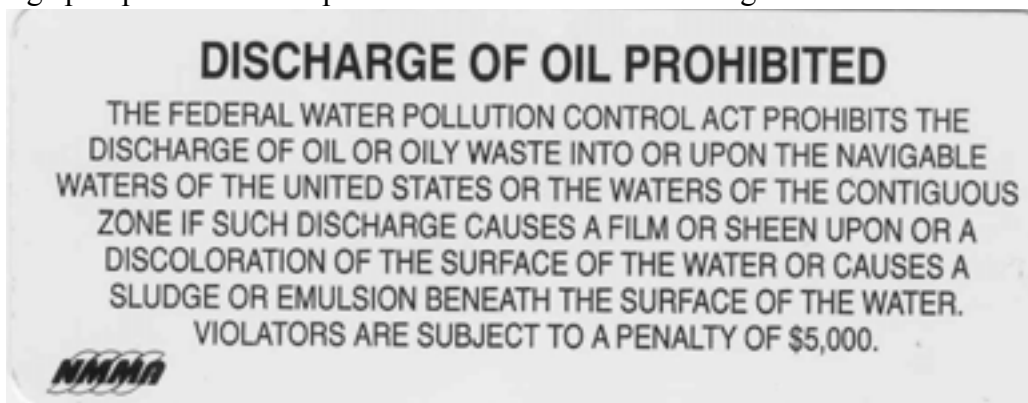 DISCHARGE OF OIL PROHIBITED
THE FEDERAL WATER POLLUTION CONTROL ACT PROHIBITS THE
DISCHARGE OF OIL OR OILY WASTE INTO OR UPON THE NAVIGABLE
WATERS OF THE UNITED STATES OR THE WATERS OF THE CONTIGUOUS
ZONE IF SUCH DISCHARGE CAUSES A FILM OR SHEEN UPON OR A
DISCOLORATION OF THE SURFACE OF THE WATER OR CAUSES A
SLUDGE OR EMULSION BENEATH THE SURFACE OF THE WATER.
VIOLATORS ARE SUBJECT TO A PENALTY OF $5,000.
NMMA